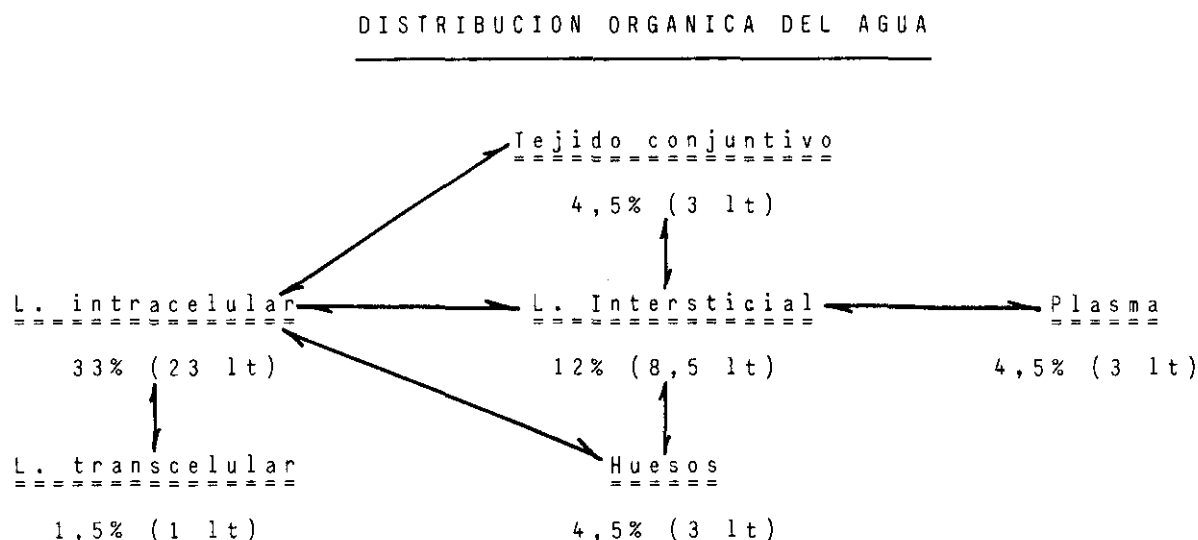 DISTRIBUCION ORGANICA DEL AGUA
Tejido conjuntivo
4,5% (3 lt)
L. intracelular L. Intersticial Plasma
33% (23 lt) 12% (8,5 lt) 4,5% (3 lt)
L. transcelular Huesos
1,5% (1 lt) 4,5% (3 lt)